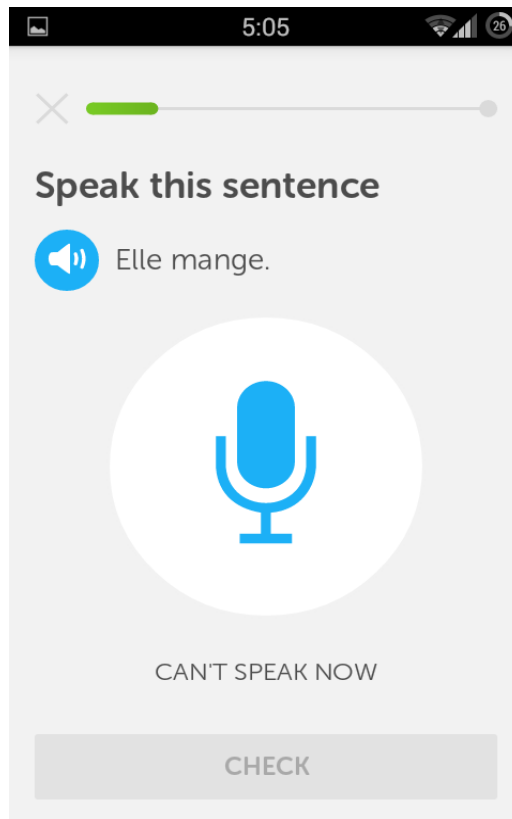 5:05
26
Speak this sentence
Elle mange.
CAN'T SPEAK NOW
CHECK